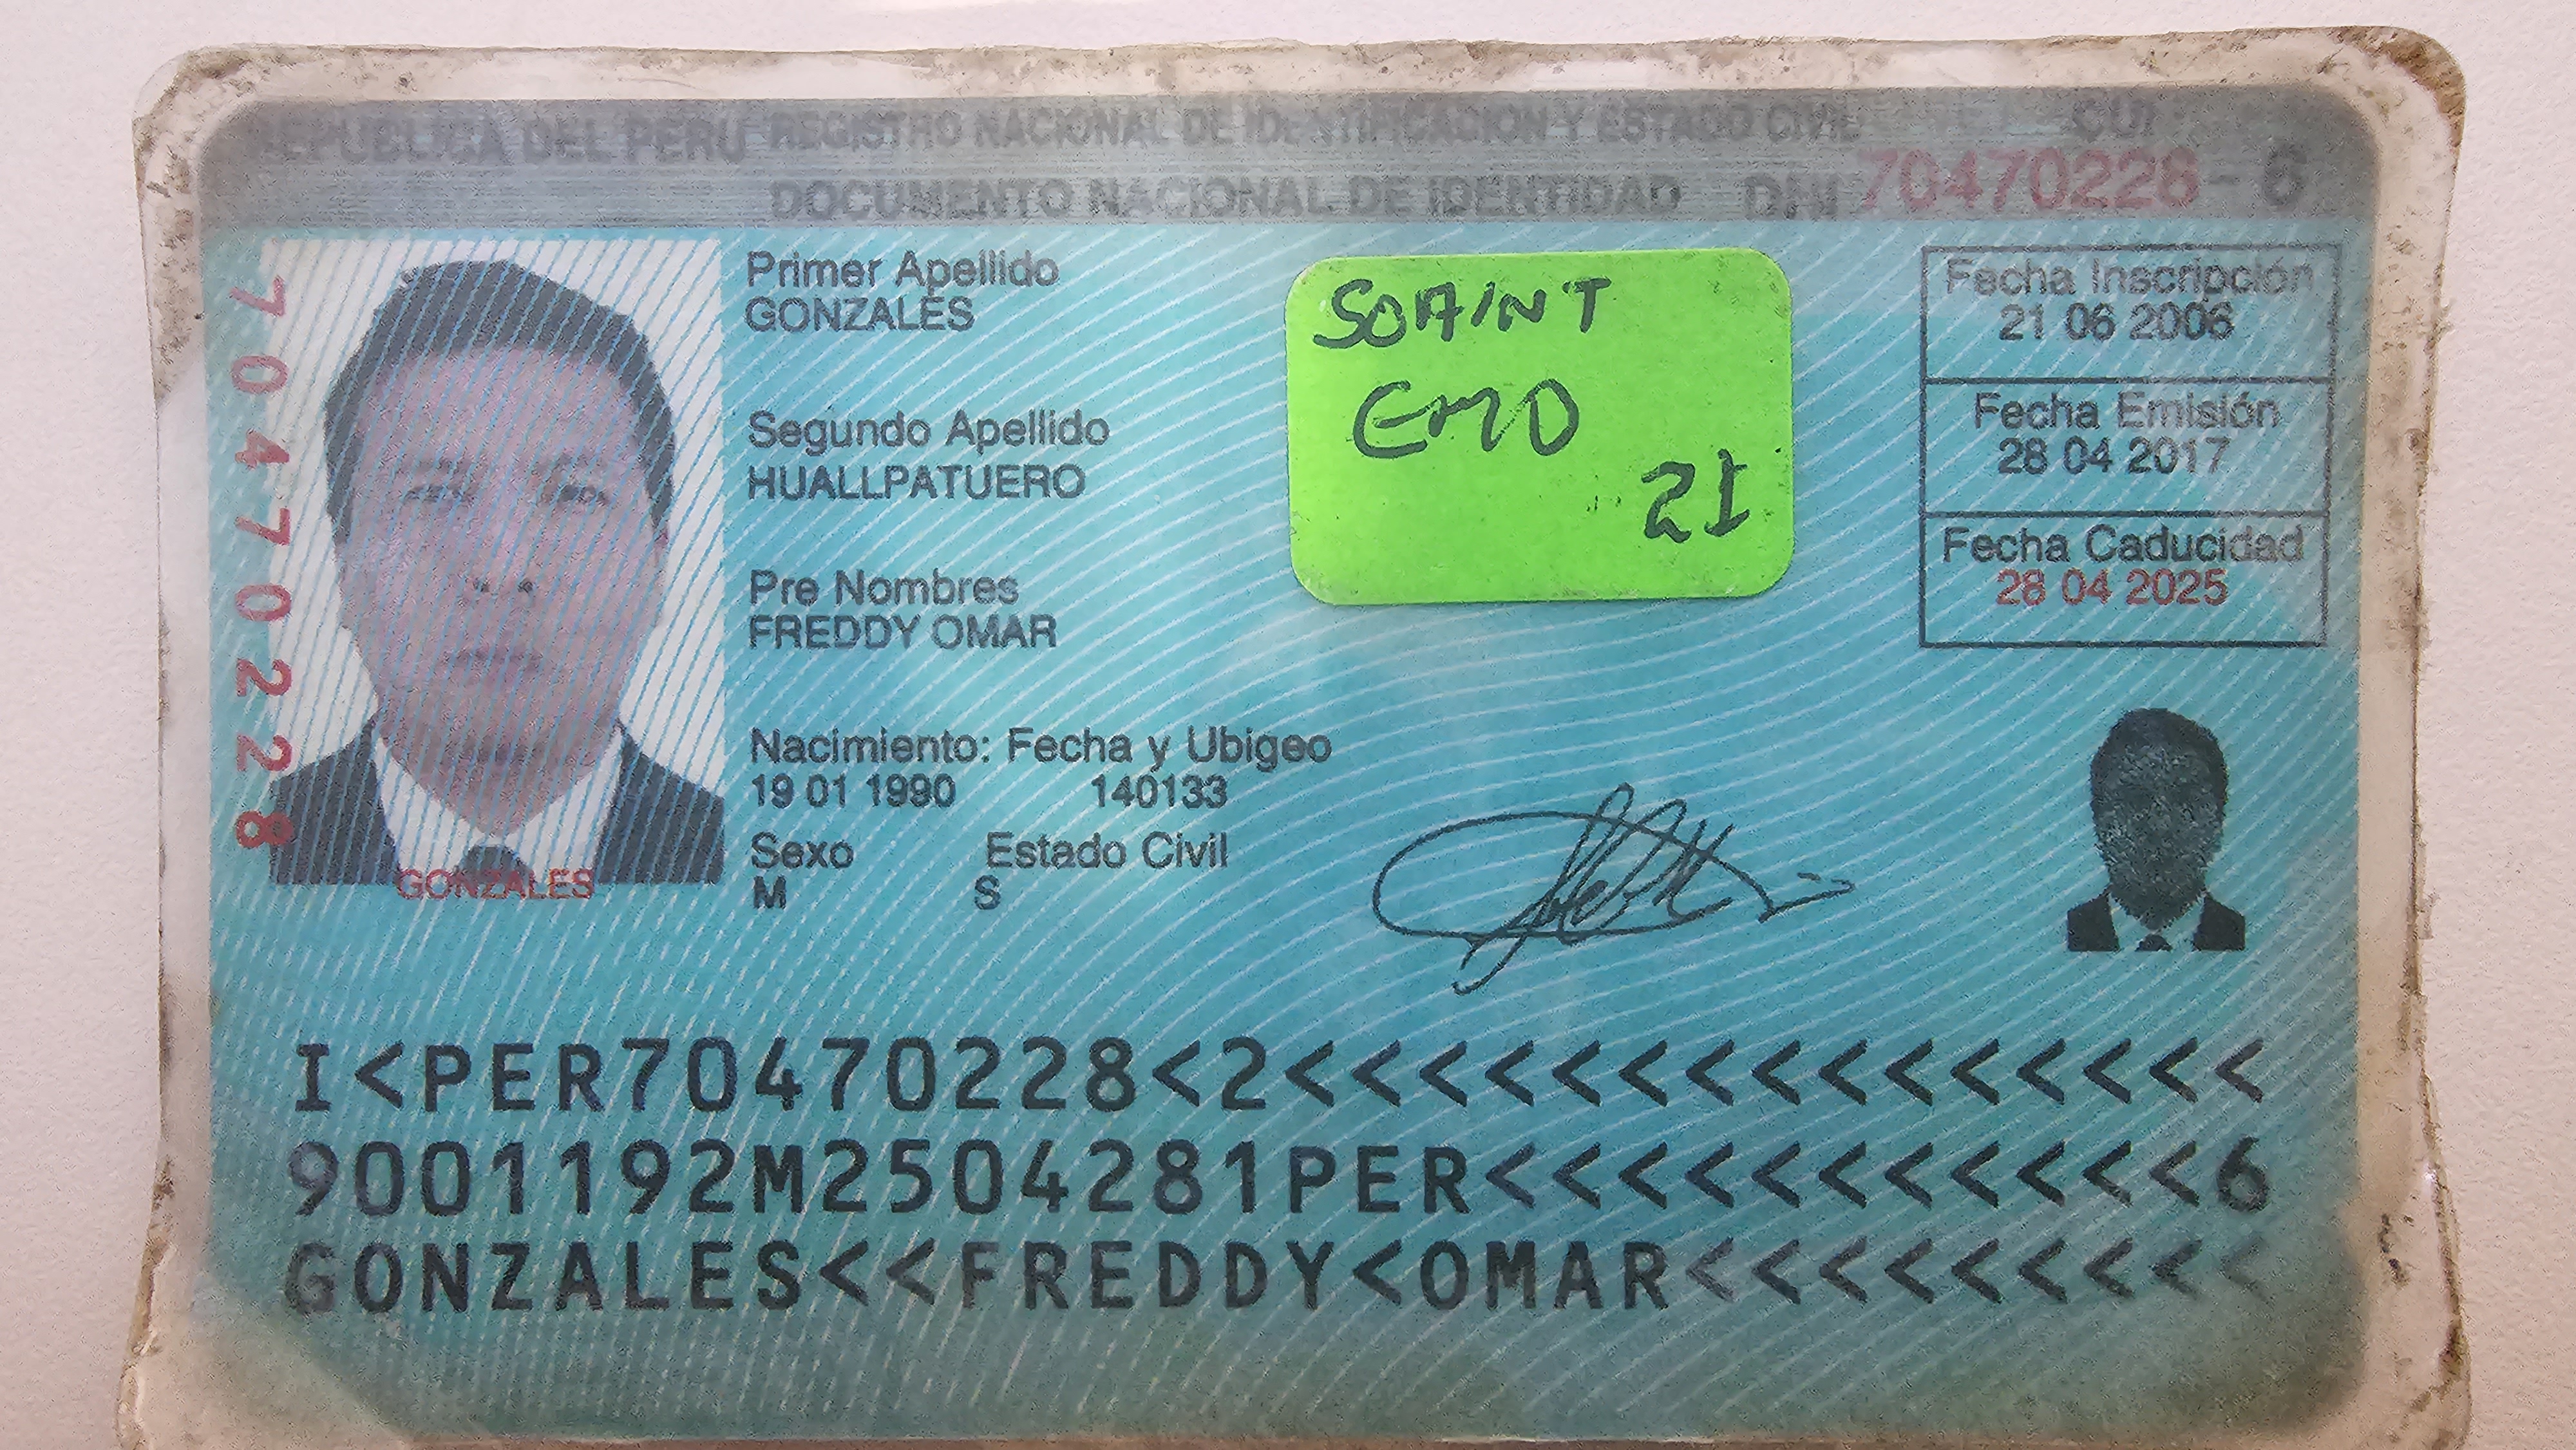 REPUBLICA DEL PERU REGISTRO NACIONAL DE IDENTIFICACION Y ESTADO CIVIL
CUI
DOCUMENTO NACIONAL DE IDENTIDAD DNI 70470228 - 6
70470228
Primer Apellido
GONZALES
Segundo Apellido
HUALLPATUERO
Pre Nombres
FREDDY OMAR
Nacimiento: Fecha y Ubigeo
19 01 1990 140133
Sexo Estado Civil
M S
GONZALES
EMO
21
Fecha Inscripción
21 06 2006
Fecha Emisión
28 04 2017
Fecha Caducidad
28 04 2025
I<PER70470228<2<<<<<<<<<<<<<<<
9001192M2504281PER<<<<<<<<<<<6
GONZALES<<FREDDY<OMAR<<<<<<<<<